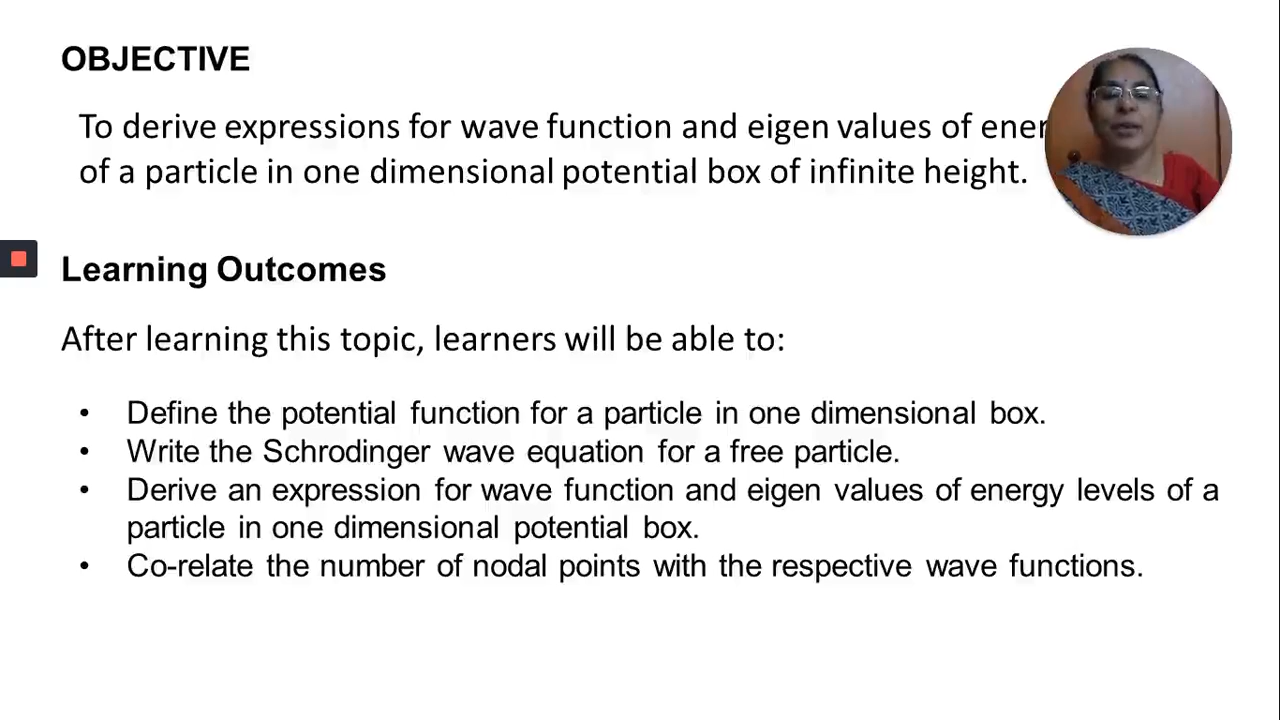 OBJECTIVE
To derive expressions for wave function and eigen values of
of a particle in one dimensional potential box of infinite height.
Learning Outcomes
After learning this topic, learners will be able to:
• Define the potential function for a particle in one dimensional box.
• Write the Schrodinger wave equation for a free particle.
• Derive an expression for wave function and eigen values of energy levels of a
particle in one dimensional potential box.
• Co-relate the number of nodal points with the respective wave functions.